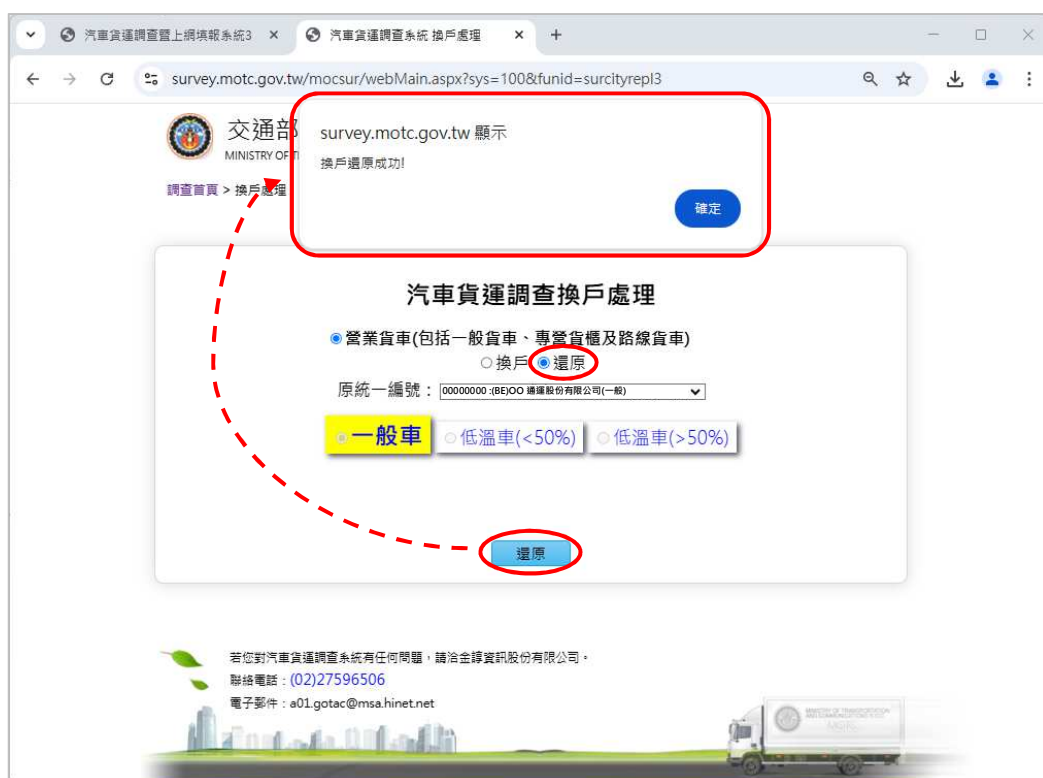 汽車貨運調查暨上網填報系統3
汽車貨運調查系統 換戶處理
survey.motc.gov.tw/mocsur/webMain.aspx?sys=100&funid=surcityrepl3
交通部
MINISTRY OF
survey.motc.gov.tw 顯示
換戶還原成功!
確定
調查首頁 > 換戶處理
汽車貨運調查換戶處理
營業貨車(包括一般貨車、專營貨櫃及路線貨車)
換戶 還原
原統一編號： 00000000 :(BE)OO 通運股份有限公司(一般)
一般車 低溫車(<50%) 低溫車(>50%)
還原
若您對汽車貨運調查系統有任何問題，請洽金諄資訊股份有限公司。
聯絡電話：(02)27596506
電子郵件：a01.gotac@msa.hinet.net
MINISTRY OF TRANSPORTATION